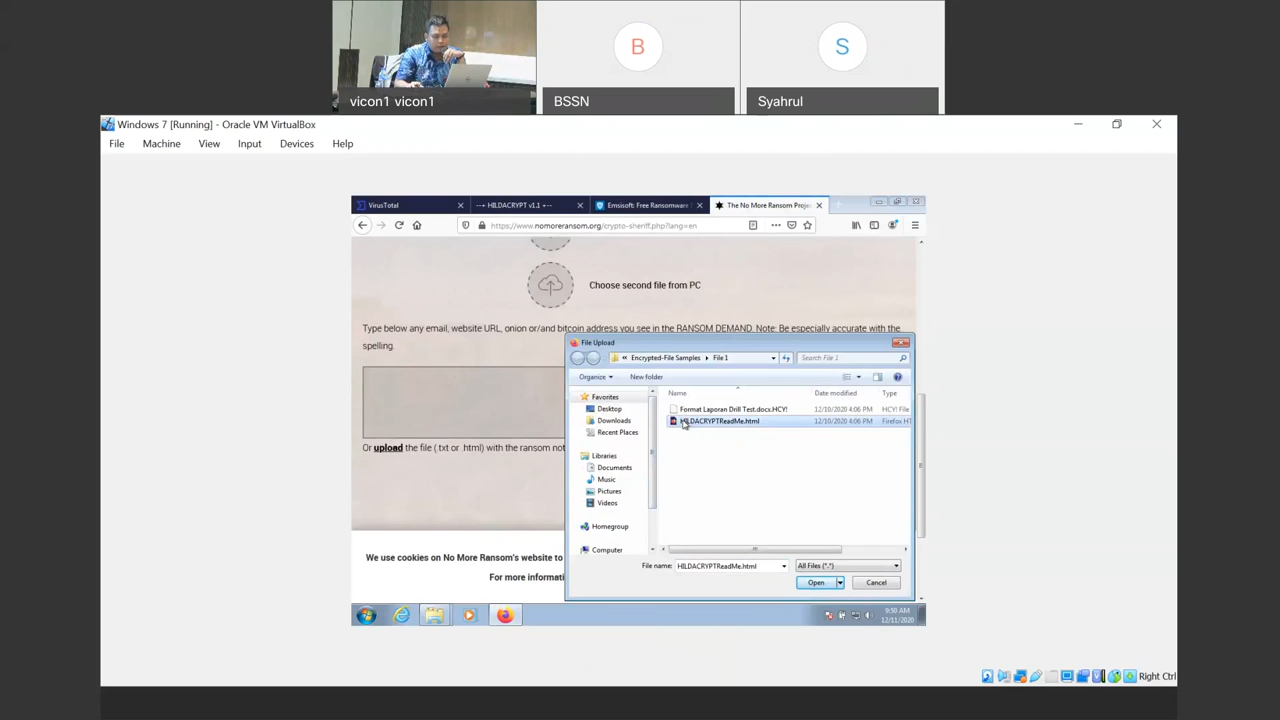 B
S
vicon1 vicon1
BSSN
Syahrul
Windows 7 [Running] - Oracle VM VirtualBox
File Machine View Input Devices Help
VirusTotal
--+ HILDACRYPT v1.1 +--
Emsisoft: Free Ransomware
The No More Ransom Proje
https://www.nomoreransom.org/crypto-sheriff.php?lang=en
Choose second file from PC
Type below any email, website URL, onion or/and bitcoin address you see in the RANSOM DEMAND. Note: Be especially accurate with the
spelling.
Or upload the file (.txt or .html) with the ransom not
We use cookies on No More Ransom's website to
For more informati
File Upload
« Encrypted-File Samples File 1
Search File 1
Organize New folder
Favorites
Desktop
Downloads
Recent Places
Libraries
Documents
Music
Pictures
Videos
Homegroup
Computer
Name Date modified Type
Format Laporan Drill Test.docx.HCY! 12/10/2020 4:06 PM HCY! File
HILDACRYPTReadMe.html 12/10/2020 4:06 PM Firefox HT
File name: HILDACRYPTReadMe.html All Files (*.*)
Open Cancel
9:50 AM
12/11/2020
Right Ctrl